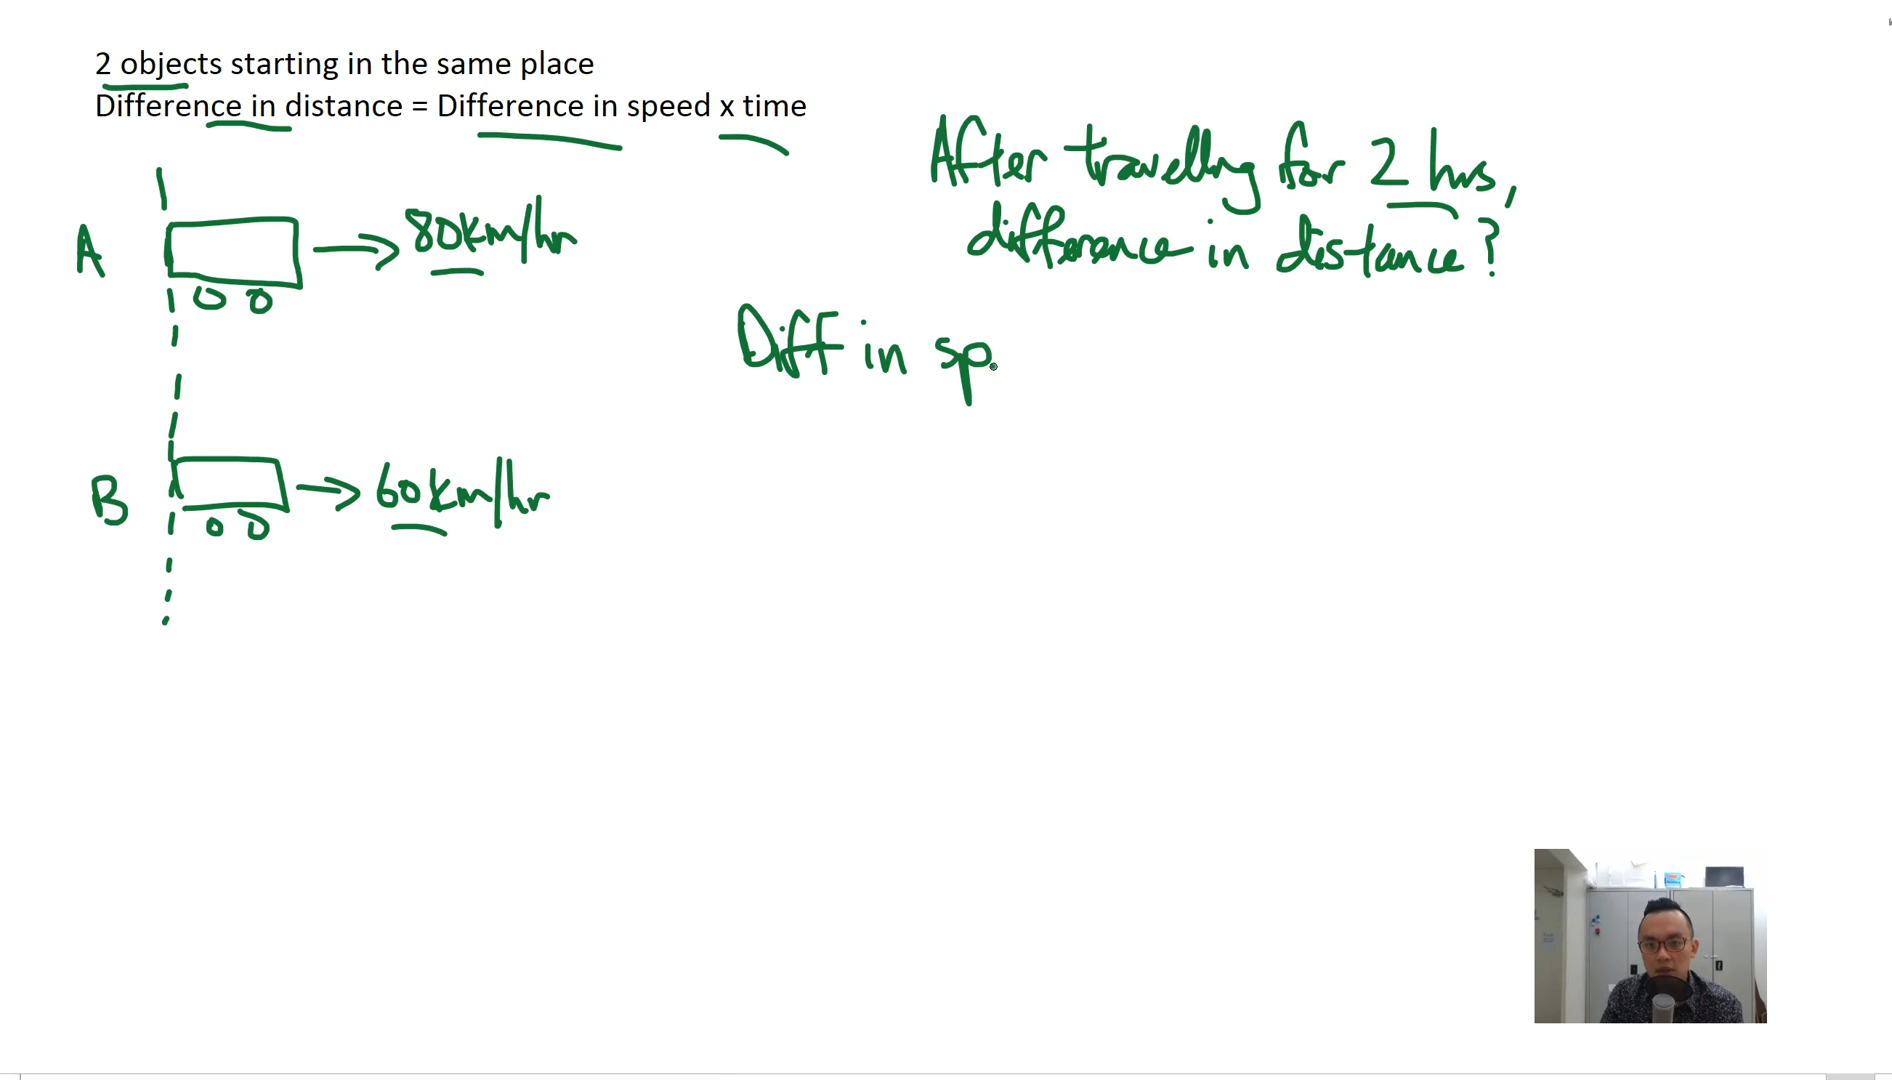 2 objects starting in the same place
Difference in distance = Difference in speed x time
After travelling for 2 hrs,
difference in distance?
A
80km/hr
Diff in sp
B
60km/hr